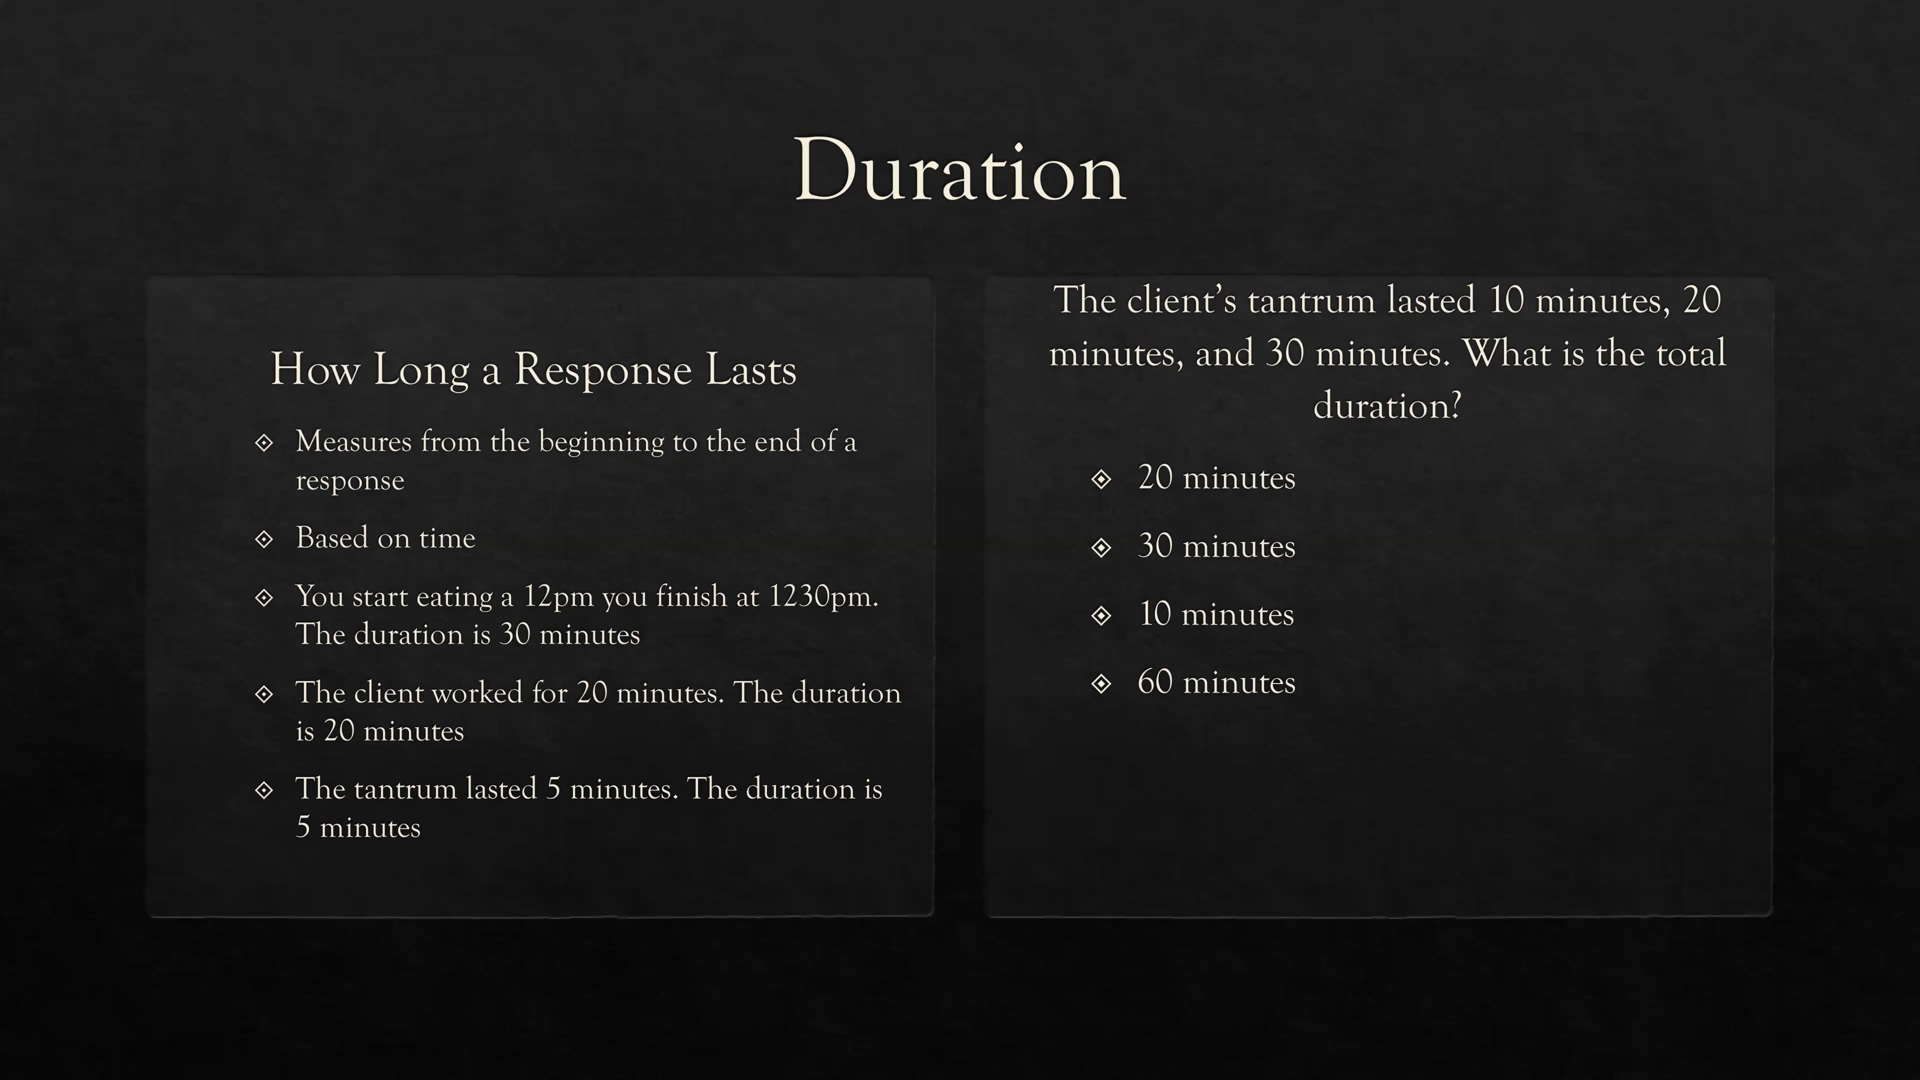 Duration
How Long a Response Lasts
Measures from the beginning to the end of a
response
Based on time
You start eating a 12pm you finish at 1230pm.
The duration is 30 minutes
The client worked for 20 minutes. The duration
is 20 minutes
The tantrum lasted 5 minutes. The duration is
5 minutes
The client’s tantrum lasted 10 minutes, 20
minutes, and 30 minutes. What is the total
duration?
20 minutes
30 minutes
10 minutes
60 minutes